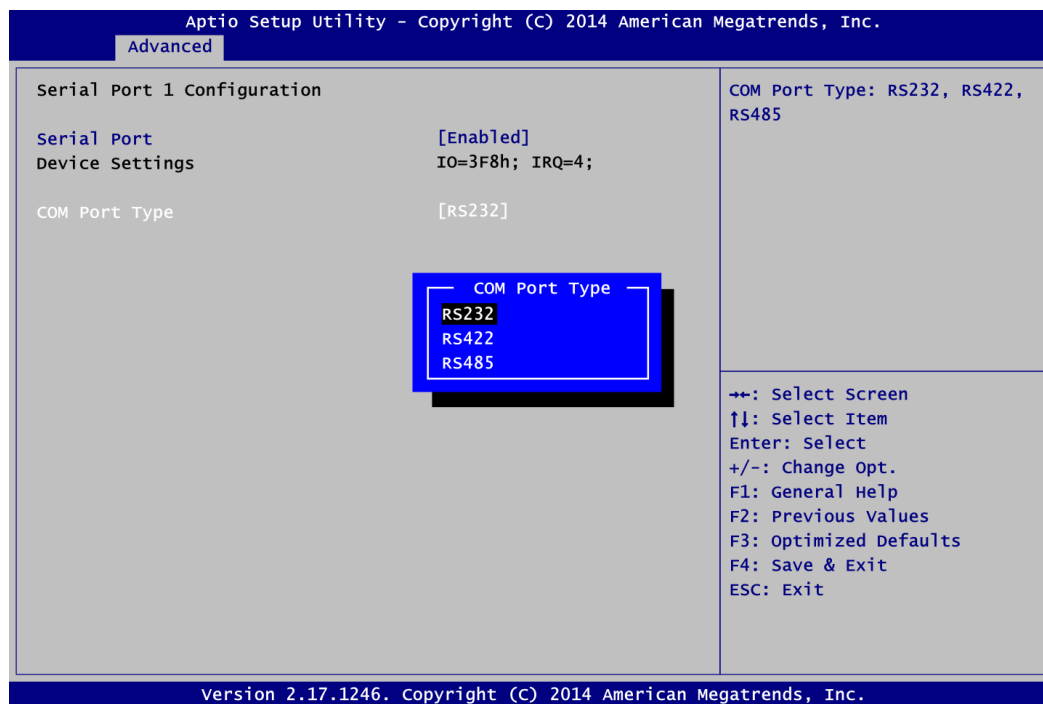 Aptio Setup Utility – Copyright (C) 2014 American Megatrends, Inc.
Advanced
Serial Port 1 Configuration
Serial Port [Enabled]
Device Settings IO=3F8h; IRQ=4;
COM Port Type [RS232]
COM Port Type
RS232
RS422
RS485
COM Port Type: RS232, RS422,
RS485
→←: Select Screen
↑↓: Select Item
Enter: Select
+/-: Change Opt.
F1: General Help
F2: Previous Values
F3: Optimized Defaults
F4: Save & Exit
ESC: Exit
Version 2.17.1246. Copyright (C) 2014 American Megatrends, Inc.